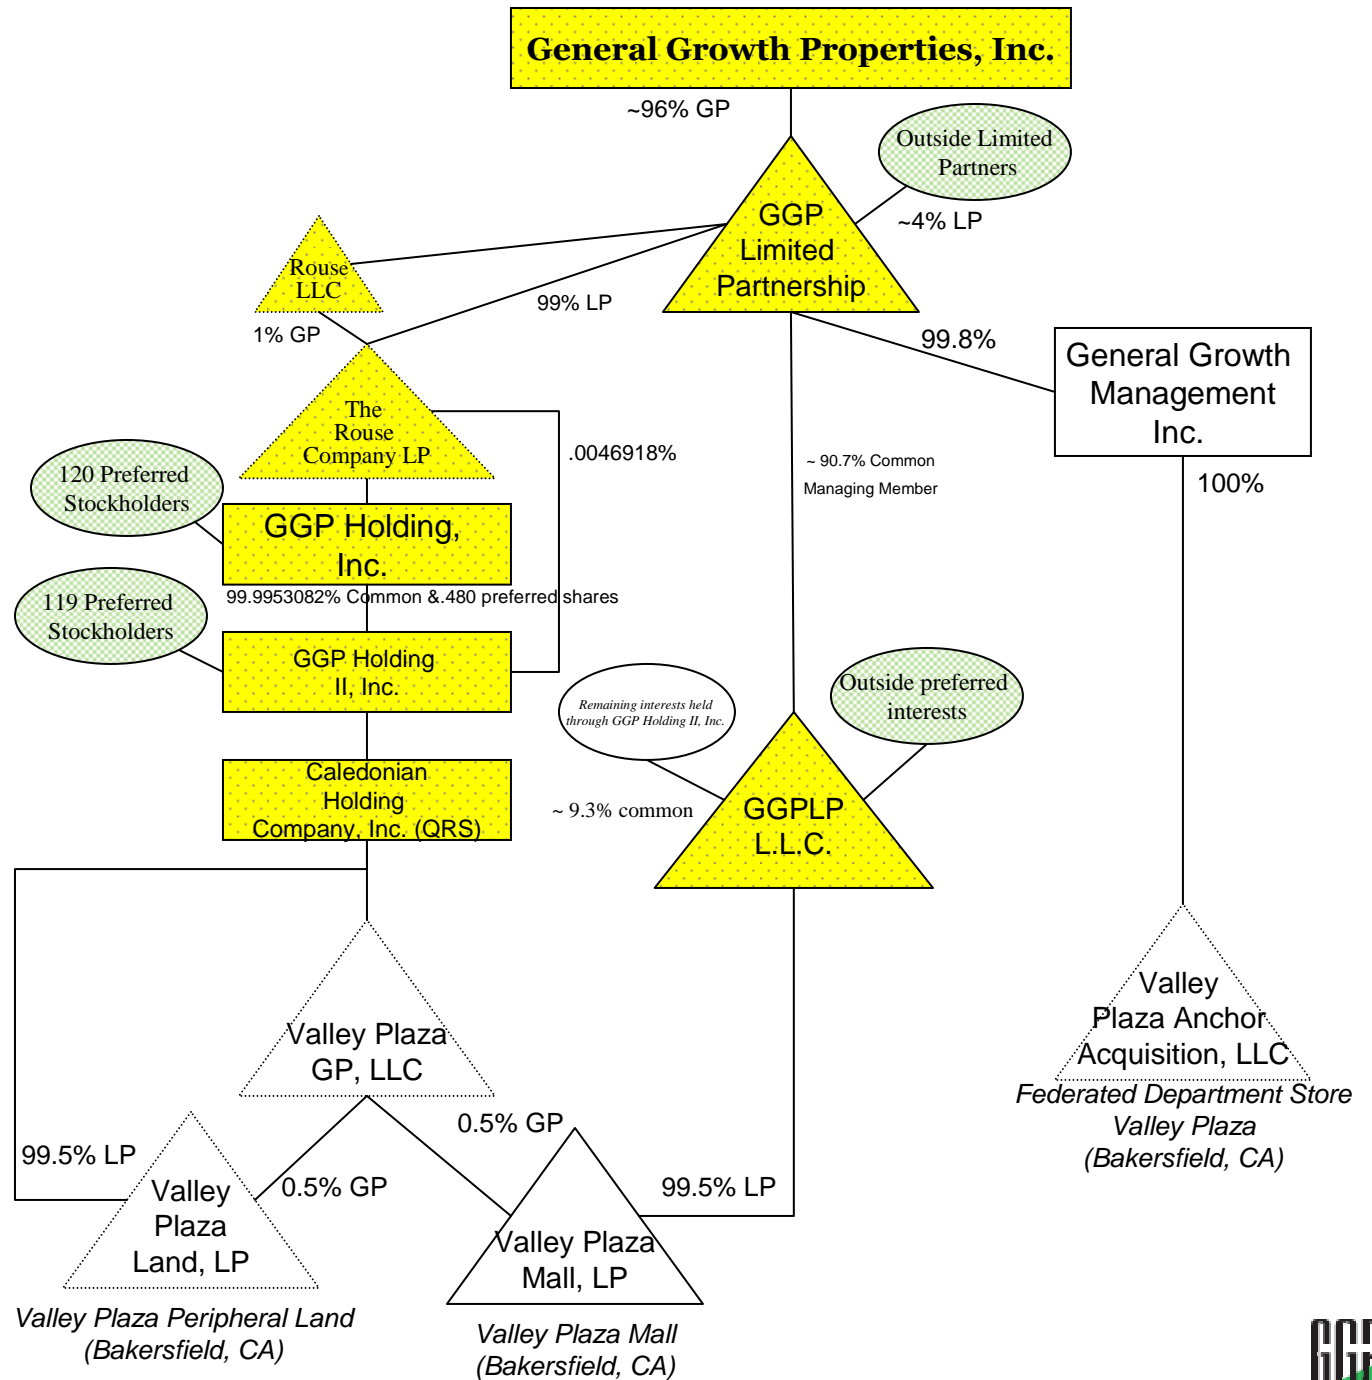 General Growth Properties, Inc.
~96% GP
Outside Limited
Partners
~4% LP
GGP
Limited
Partnership
Rouse
LLC
1% GP
99% LP
99.8%
General Growth
Management
Inc.
100%
The
Rouse
Company LP
.0046918%
~ 90.7% Common
Managing Member
120 Preferred
Stockholders
GGP Holding,
Inc.
99.9953082% Common &.480 preferred shares
119 Preferred
Stockholders
GGP Holding
II, Inc.
Remaining interests held
through GGP Holding II, Inc.
Outside preferred
interests
Caledonian
Holding
Company, Inc. (QRS)
~ 9.3% common
GGPLP
L.L.C.
Valley Plaza
GP, LLC
Valley
Plaza Anchor
Acquisition, LLC
Federated Department Store
Valley Plaza
(Bakersfield, CA)
99.5% LP
0.5% GP
0.5% GP
99.5% LP
Valley
Plaza
Land, LP
Valley Plaza
Mall, LP
Valley Plaza Peripheral Land
(Bakersfield, CA)
Valley Plaza Mall
(Bakersfield, CA)
GGP